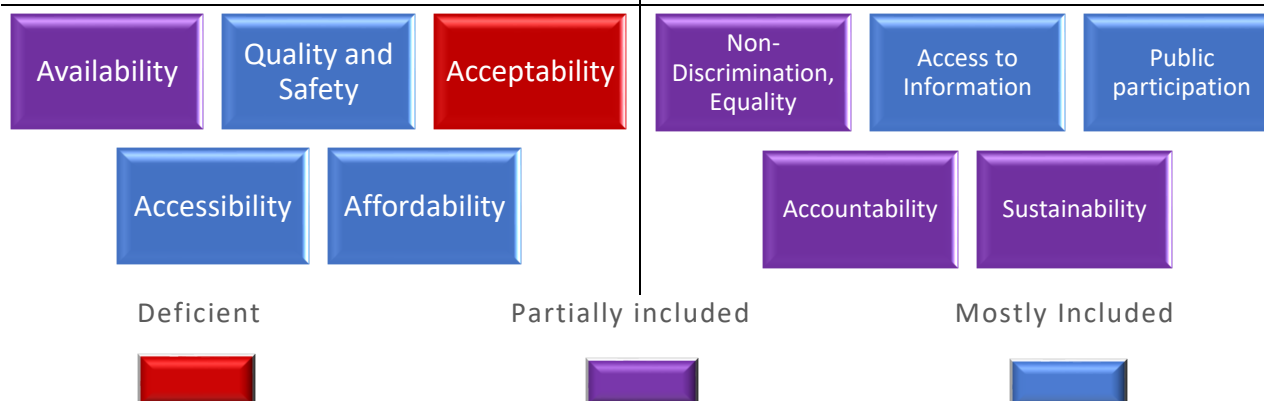 Availability
Quality and
Safety
Acceptability
Accessibility
Affordability
Non-
Discrimination,
Equality
Access to
Information
Public
participation
Accountability
Sustainability
Deficient
Partially included
Mostly Included